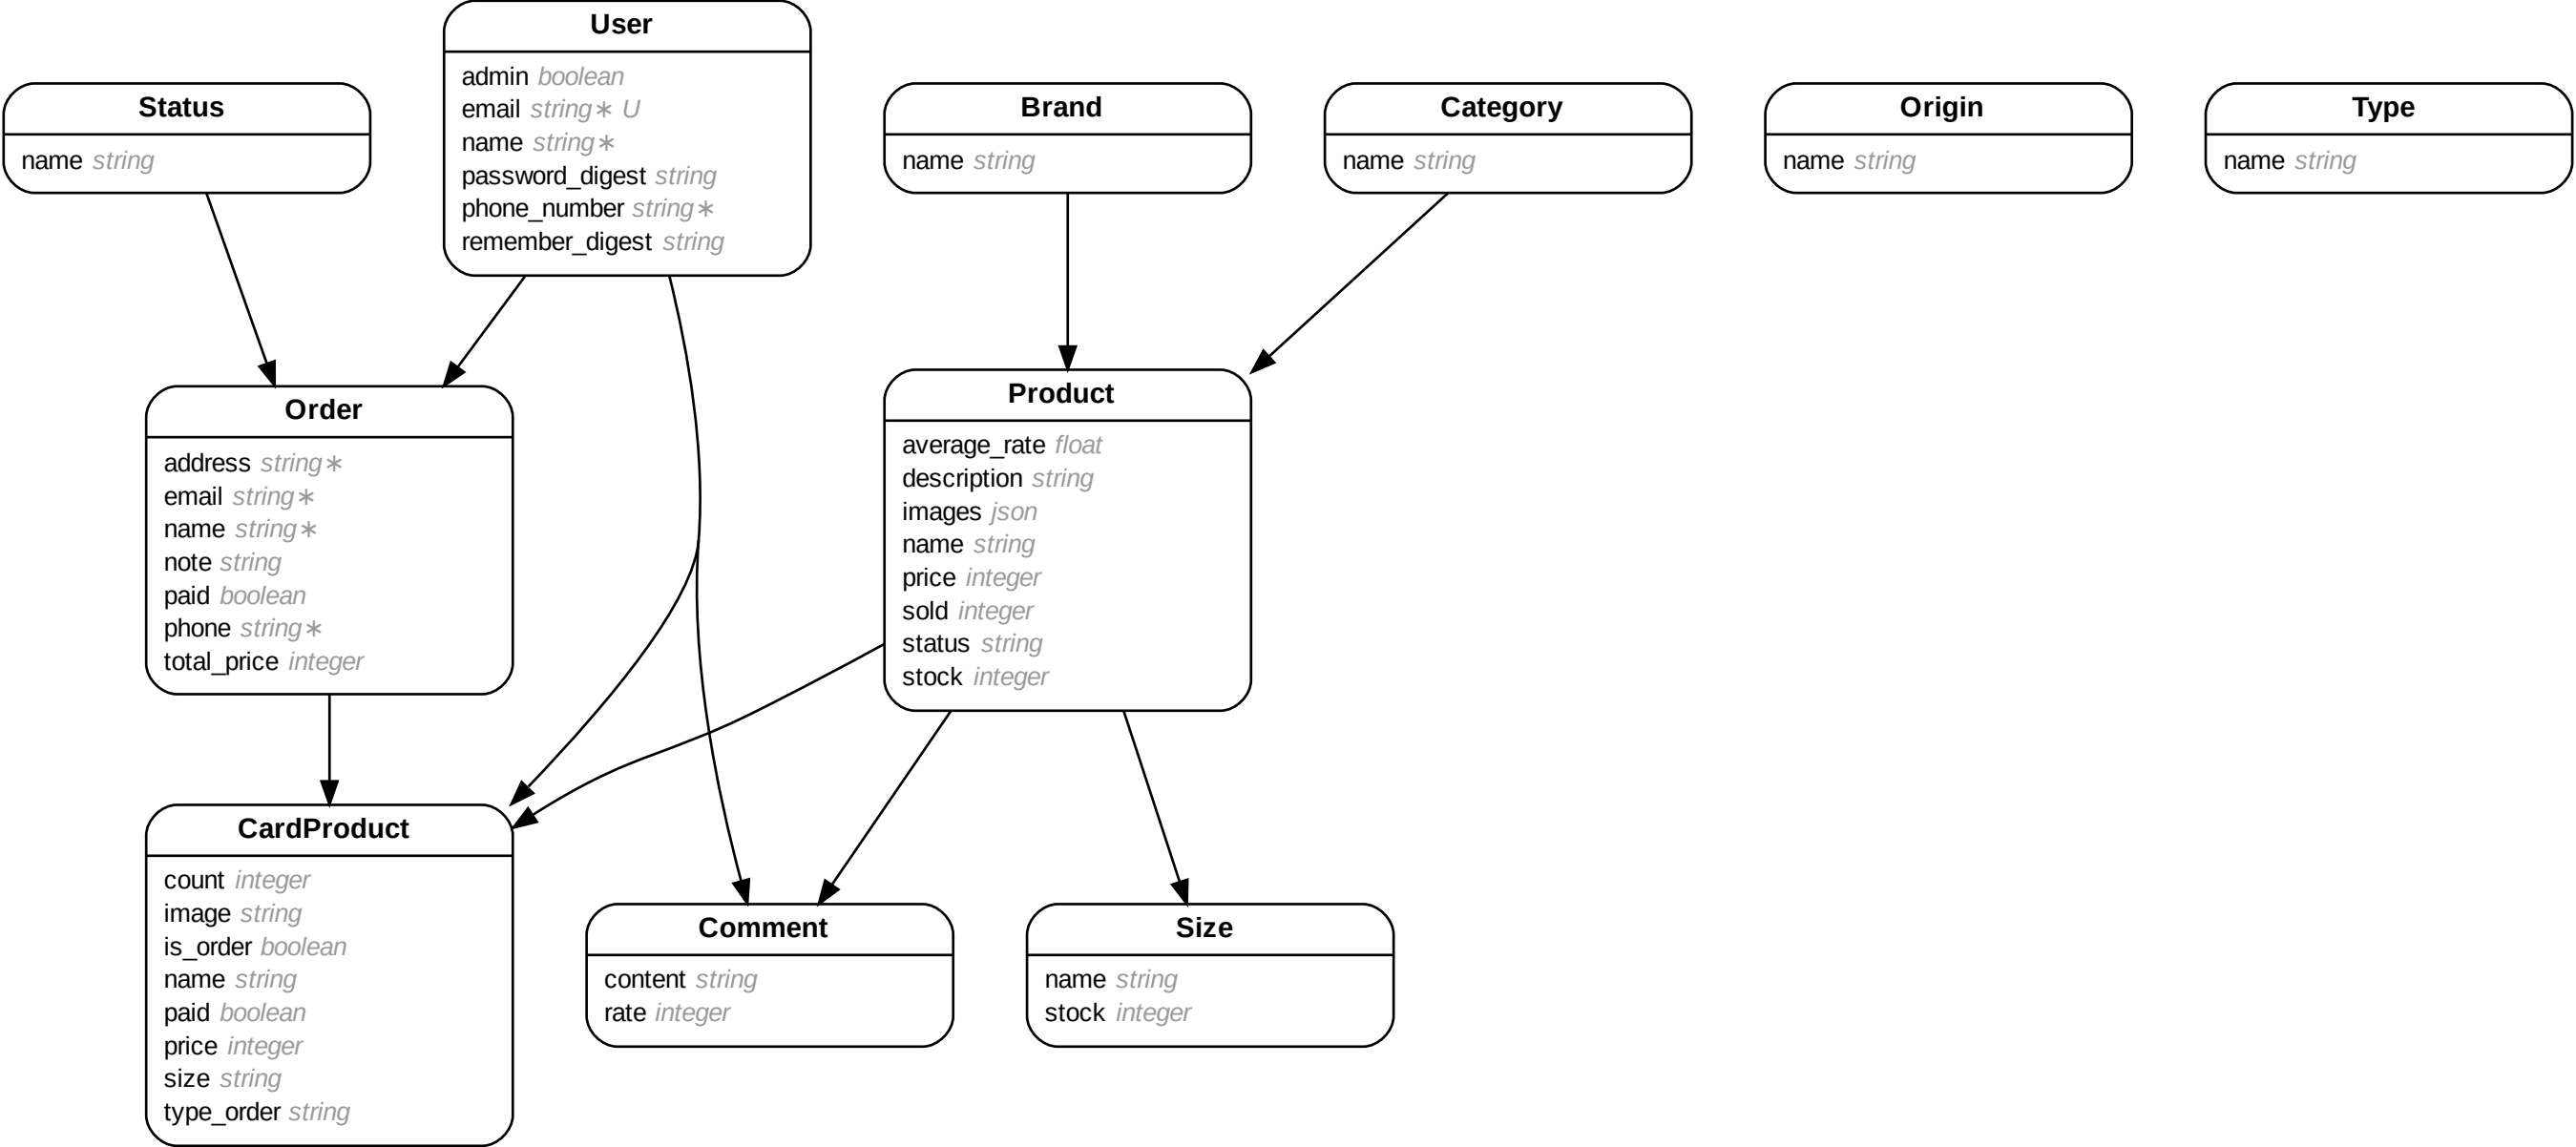 User
admin boolean
email string∗ U
name string∗
password_digest string
phone_number string∗
remember_digest string
Status
name string
Brand
name string
Category
name string
Origin
name string
Type
name string
Order
address string∗
email string∗
name string∗
note string
paid boolean
phone string∗
total_price integer
Product
average_rate float
description string
images json
name string
price integer
sold integer
status string
stock integer
CardProduct
count integer
image string
is_order boolean
name string
paid boolean
price integer
size string
type_order string
Comment
content string
rate integer
Size
name string
stock integer